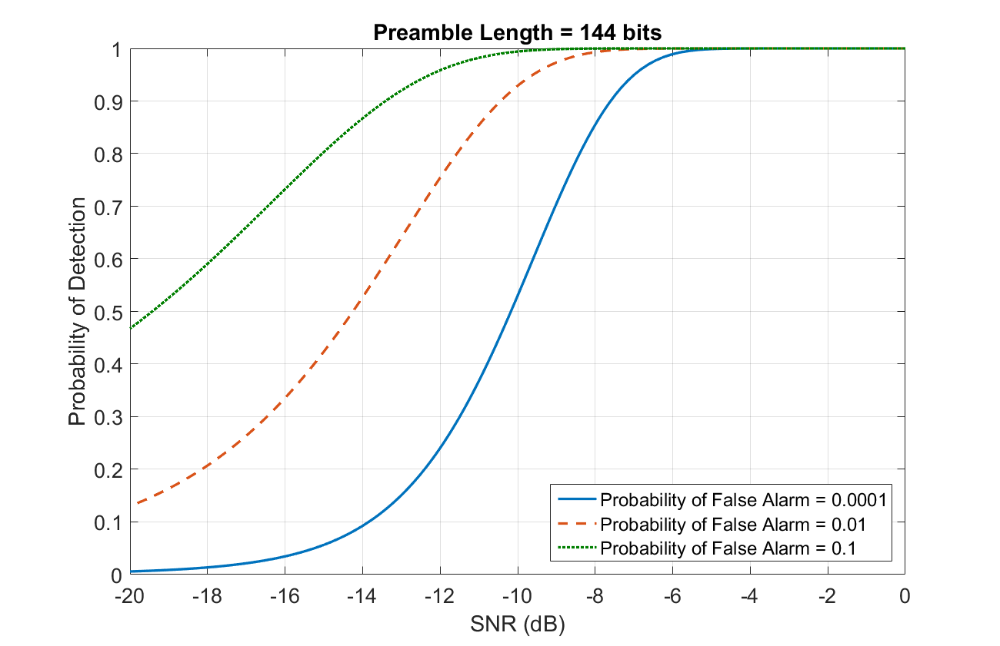 Preamble Length = 144 bits
1
0.9
0.8
0.7
0.6
0.5
0.4
0.3
0.2
0.1
0
Probability of Detection
Probability of False Alarm = 0.0001
Probability of False Alarm = 0.01
Probability of False Alarm = 0.1
-20 -18 -16 -14 -12 -10 -8 -6 -4 -2 0
SNR (dB)